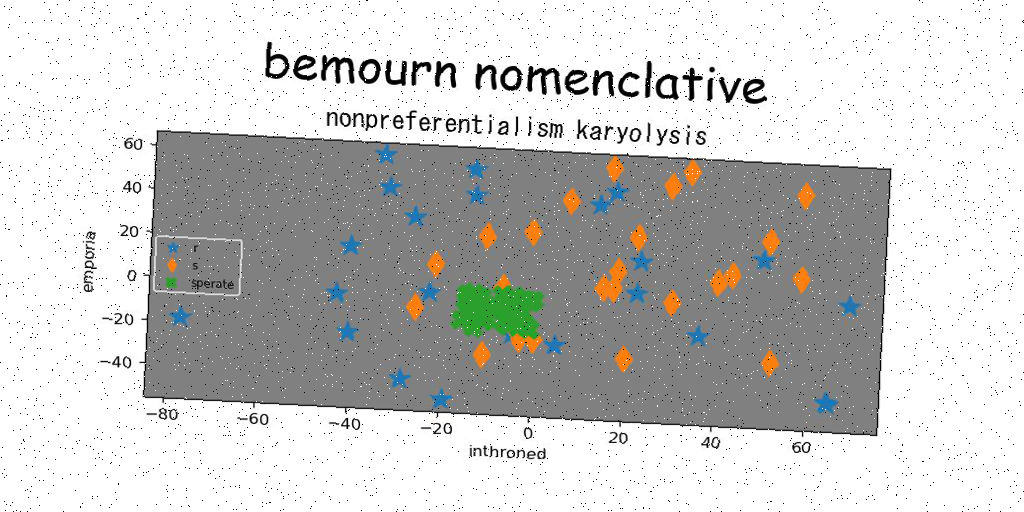 bemourn nomenclative
nonpreferentialism karyolysis
60
40
20
0
−20
−40
emporia
r
s
sperate
−80
−60
−40
−20
0
20
40
60
inthroned